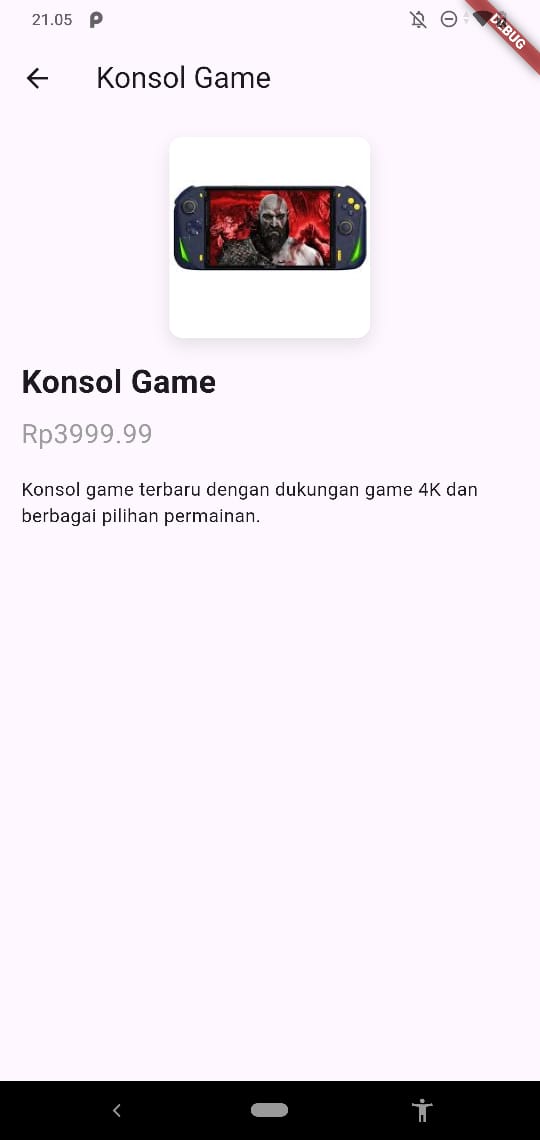 21.05
DEBUG
Konsol Game
Konsol Game
Rp3999.99
Konsol game terbaru dengan dukungan game 4K dan
berbagai pilihan permainan.